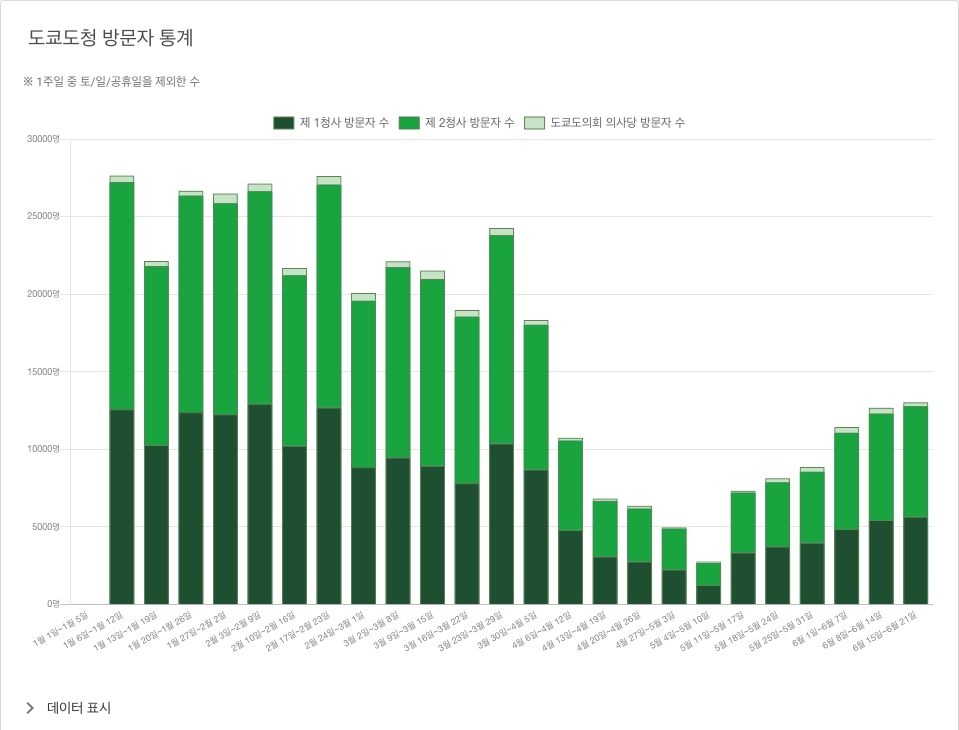 도쿄도청 방문자 통계
※ 1주일 중 토/일/공휴일을 제외한 수
제 1청사 방문자 수 제 2청사 방문자 수 도쿄도의회 의사당 방문자 수
30000명
25000명
20000명
15000명
10000명
5000명
0명
1월 1일~1월 5일
1월 6일~1월 12일
1월 13일~1월 19일
1월 20일~1월 26일
1월 27일~2월 2일
2월 3일~2월 9일
2월 10일~2월 16일
2월 17일~2월 23일
2월 24일~3월 1일
3월 2일~3월 8일
3월 9일~3월 15일
3월 16일~3월 22일
3월 23일~3월 29일
3월 30일~4월 5일
4월 6일~4월 12일
4월 13일~4월 19일
4월 20일~4월 26일
4월 27일~5월 3일
5월 4일~5월 10일
5월 11일~5월 17일
5월 18일~5월 24일
5월 25일~5월 31일
6월 1일~6월 7일
6월 8일~6월 14일
6월 15일~6월 21일
데이터 표시